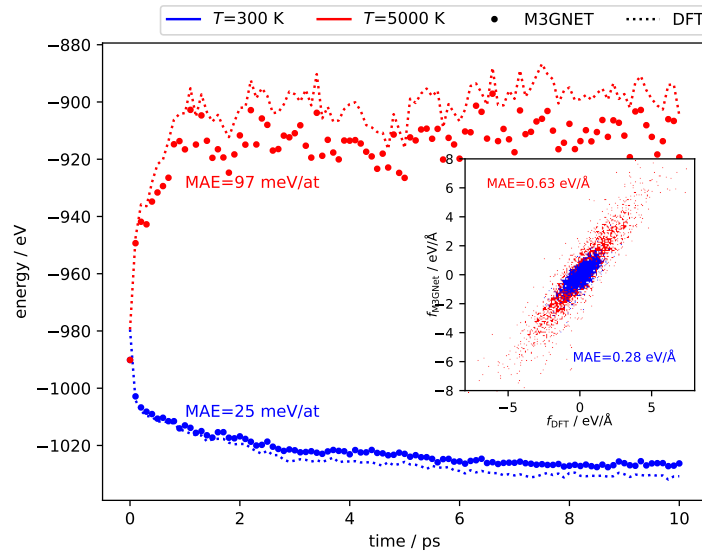 T=300 K T=5000 K M3GNET DFT
−880
−900
−920
−940
−960
−980
−1000
−1020
energy / eV
0 2 4 6 8 10
time / ps
MAE=97 meV/at
MAE=25 meV/at
8
6
4
2
0
−2
−4
−6
−8
f_M3GNet / eV/Å
MAE=0.63 eV/Å
MAE=0.28 eV/Å
−5 0 5
f_DFT / eV/Å